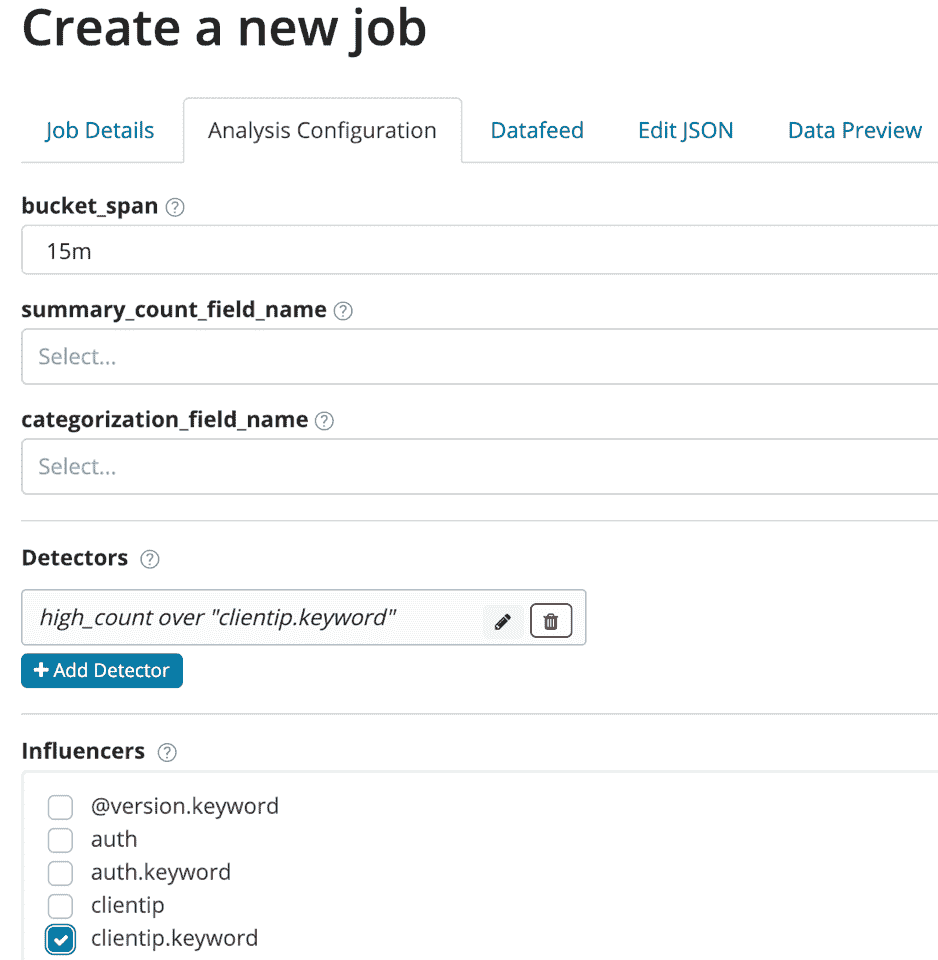 Create a new job
Job Details Analysis Configuration Datafeed Edit JSON Data Preview
bucket_span ?
15m
summary_count_field_name ?
Select...
categorization_field_name ?
Select...
Detectors ?
high_count over "clientip.keyword"
+ Add Detector
Influencers ?
@version.keyword
auth
auth.keyword
clientip
clientip.keyword